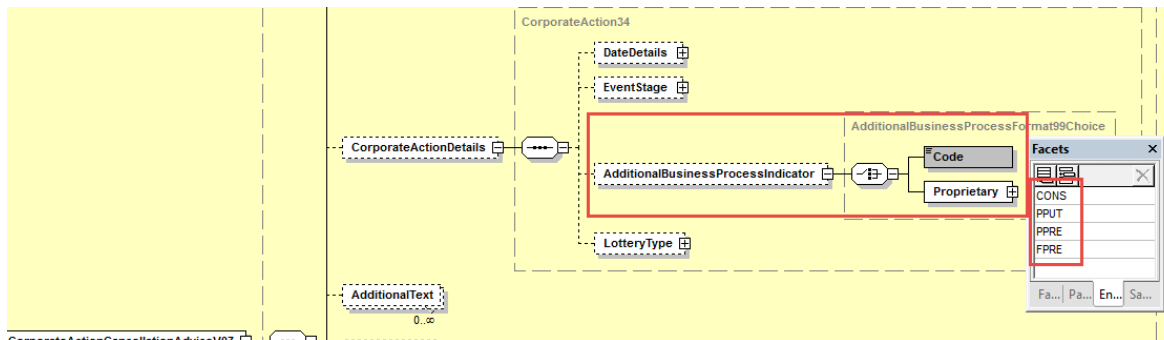 CorporateAction34
DateDetails
EventStage
AdditionalBusinessProcessFormat99Choice
CorporateActionDetails
AdditionalBusinessProcessIndicator
Code
Proprietary
Facets
CONS
PPUT
PPRE
FPRE
Fa... Pa... En... Sa...
LotteryType
AdditionalText
0..∞